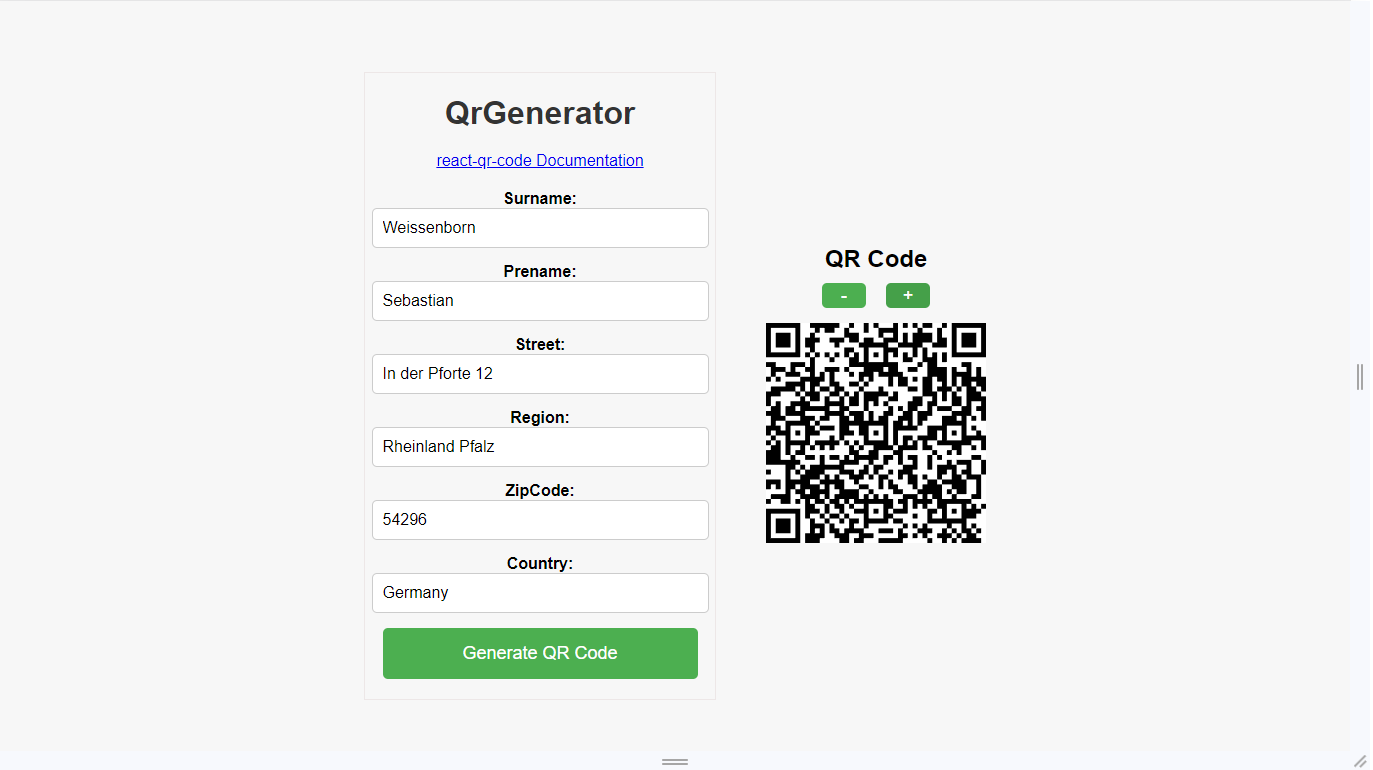 QrGenerator
react-qr-code Documentation
Surname:
Weissenborn
Prename:
Sebastian
Street:
In der Pforte 12
Region:
Rheinland Pfalz
ZipCode:
54296
Country:
Germany
Generate QR Code
QR Code
- +